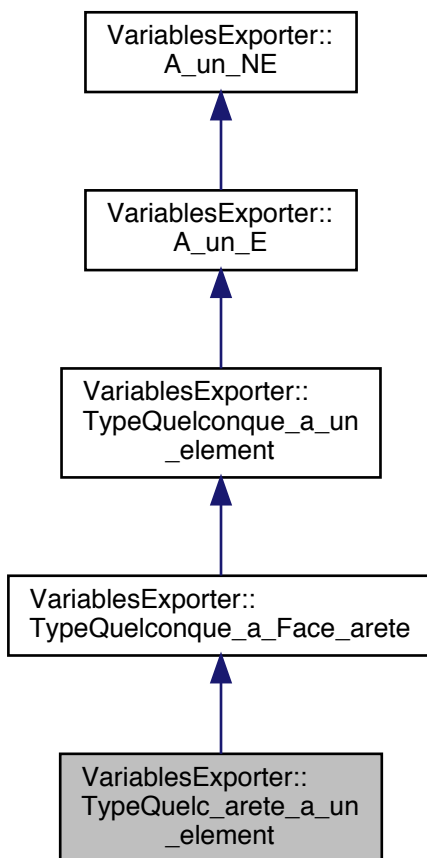 VariablesExporter::
A_un_NE
VariablesExporter::
A_un_E
VariablesExporter::
TypeQuelconque_a_un
_element
VariablesExporter::
TypeQuelconque_a_Face_arete
VariablesExporter::
TypeQuelc_arete_a_un
_element